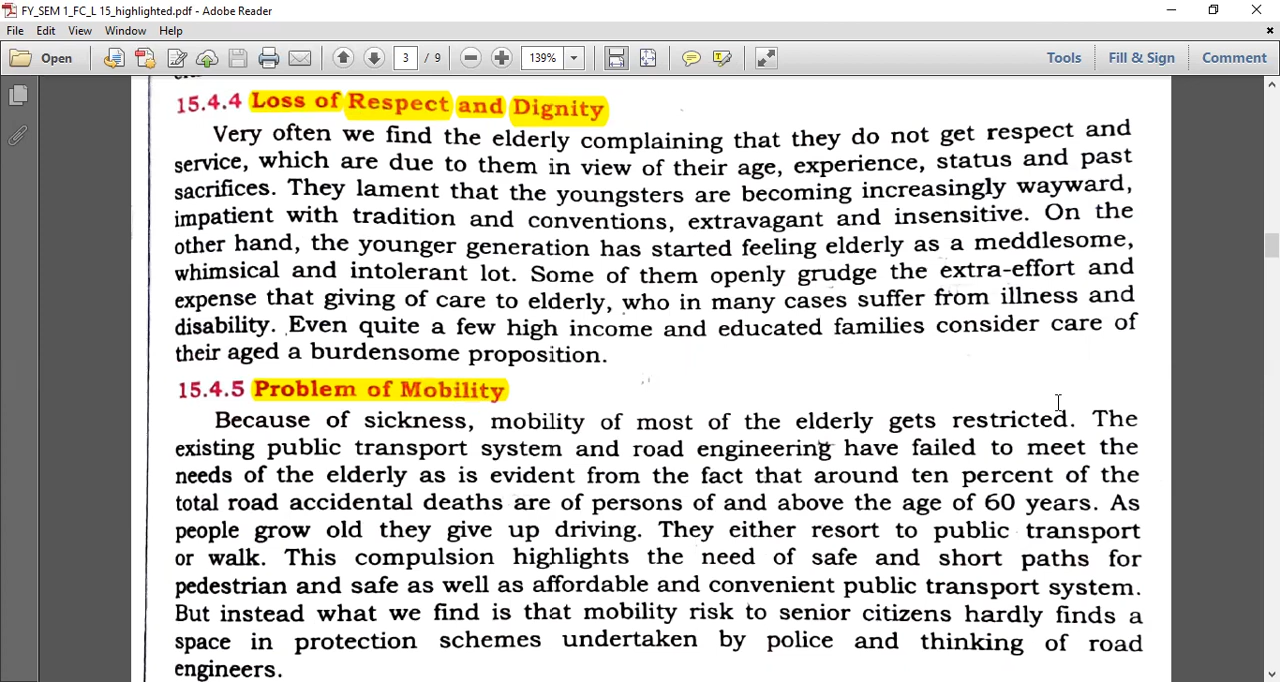 FY_SEM 1_FC_L 15_highlighted.pdf - Adobe Reader
File Edit View Window Help
Open 3 / 9 139% Tools Fill & Sign Comment
15.4.4 Loss of Respect and Dignity
Very often we find the elderly complaining that they do not get respect and
service, which are due to them in view of their age, experience, status and past
sacrifices. They lament that the youngsters are becoming increasingly wayward,
impatient with tradition and conventions, extravagant and insensitive. On the
other hand, the younger generation has started feeling elderly as a meddlesome,
whimsical and intolerant lot. Some of them openly grudge the extra-effort and
expense that giving of care to elderly, who in many cases suffer from illness and
disability. Even quite a few high income and educated families consider care of
their aged a burdensome proposition.
15.4.5 Problem of Mobility
Because of sickness, mobility of most of the elderly gets restricted. The
existing public transport system and road engineering have failed to meet the
needs of the elderly as is evident from the fact that around ten percent of the
total road accidental deaths are of persons of and above the age of 60 years. As
people grow old they give up driving. They either resort to public transport
or walk. This compulsion highlights the need of safe and short paths for
pedestrian and safe as well as affordable and convenient public transport system.
But instead what we find is that mobility risk to senior citizens hardly finds a
space in protection schemes undertaken by police and thinking of road
engineers.